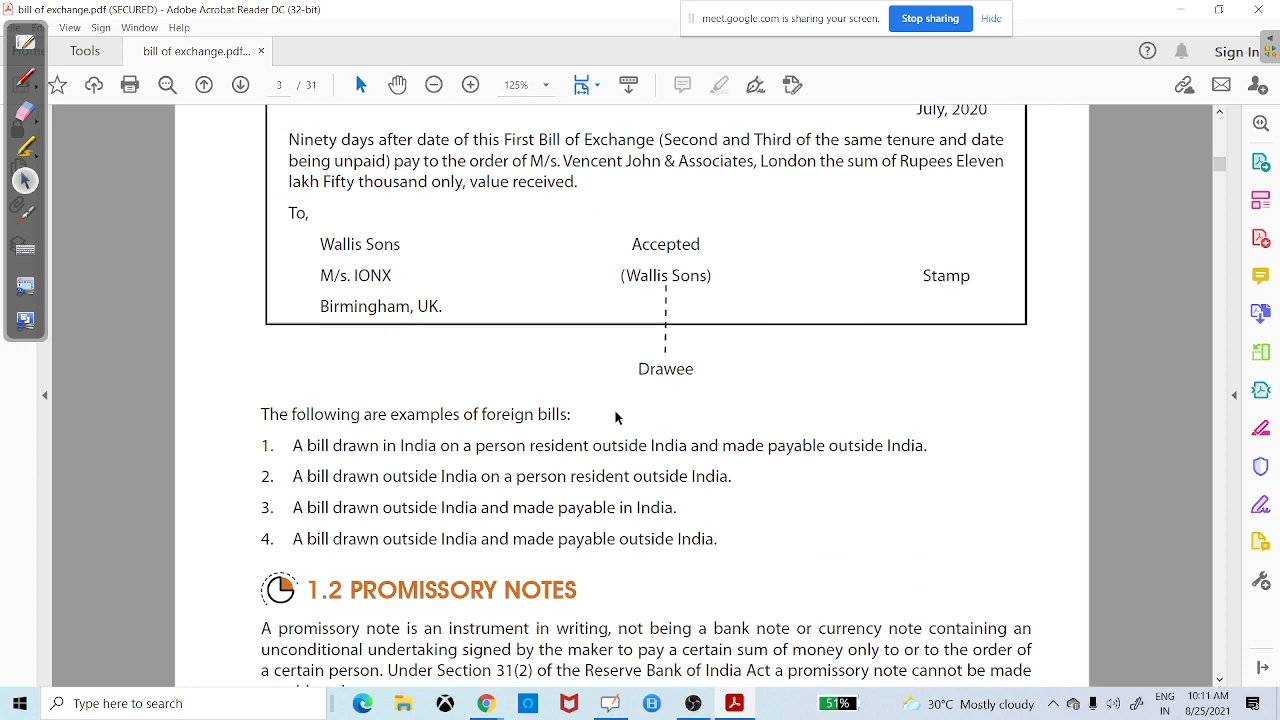 bill of exchange.pdf (SECURED) - Adobe Acrobat Reader DC (32-bit)
meet.google.com is sharing your screen. Stop sharing Hide
View Sign Window Help
Tools bill of exchange.pdf... × Sign In
3 / 31 125%
July, 2020
Ninety days after date of this First Bill of Exchange (Second and Third of the same tenure and date
being unpaid) pay to the order of M/s. Vencent John & Associates, London the sum of Rupees Eleven
lakh Fifty thousand only, value received.
To,
Wallis Sons Accepted
M/s. IONX (Wallis Sons) Stamp
Birmingham, UK.
Drawee
The following are examples of foreign bills:
1. A bill drawn in India on a person resident outside India and made payable outside India.
2. A bill drawn outside India on a person resident outside India.
3. A bill drawn outside India and made payable in India.
4. A bill drawn outside India and made payable outside India.
1.2 PROMISSORY NOTES
A promissory note is an instrument in writing, not being a bank note or currency note containing an
unconditional undertaking signed by the maker to pay a certain sum of money only to or to the order of
a certain person. Under Section 31(2) of the Reserve Bank of India Act a promissory note cannot be made
Type here to search 51% 30°C Mostly cloudy ENG 10:11 AM
IN 8/25/2021